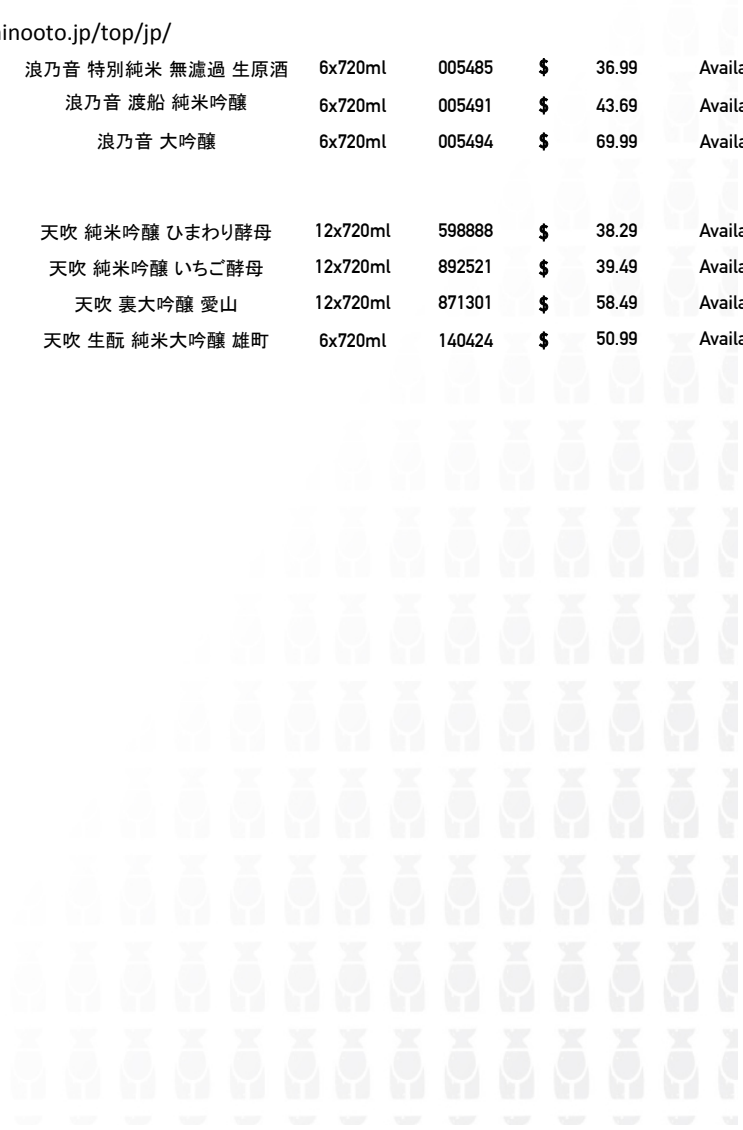 inooto.jp/top/jp/
浪乃音 特別純米 無濾過 生原酒 6x720ml 005485 $ 36.99 Availa
浪乃音 渡船 純米吟醸 6x720ml 005491 $ 43.69 Availa
浪乃音 大吟醸 6x720ml 005494 $ 69.99 Availa
天吹 純米吟醸 ひまわり酵母 12x720ml 598888 $ 38.29 Availa
天吹 純米吟醸 いちご酵母 12x720ml 892521 $ 39.49 Availa
天吹 裏大吟醸 愛山 12x720ml 871301 $ 58.49 Availa
天吹 生酛 純米大吟醸 雄町 6x720ml 140424 $ 50.99 Availa